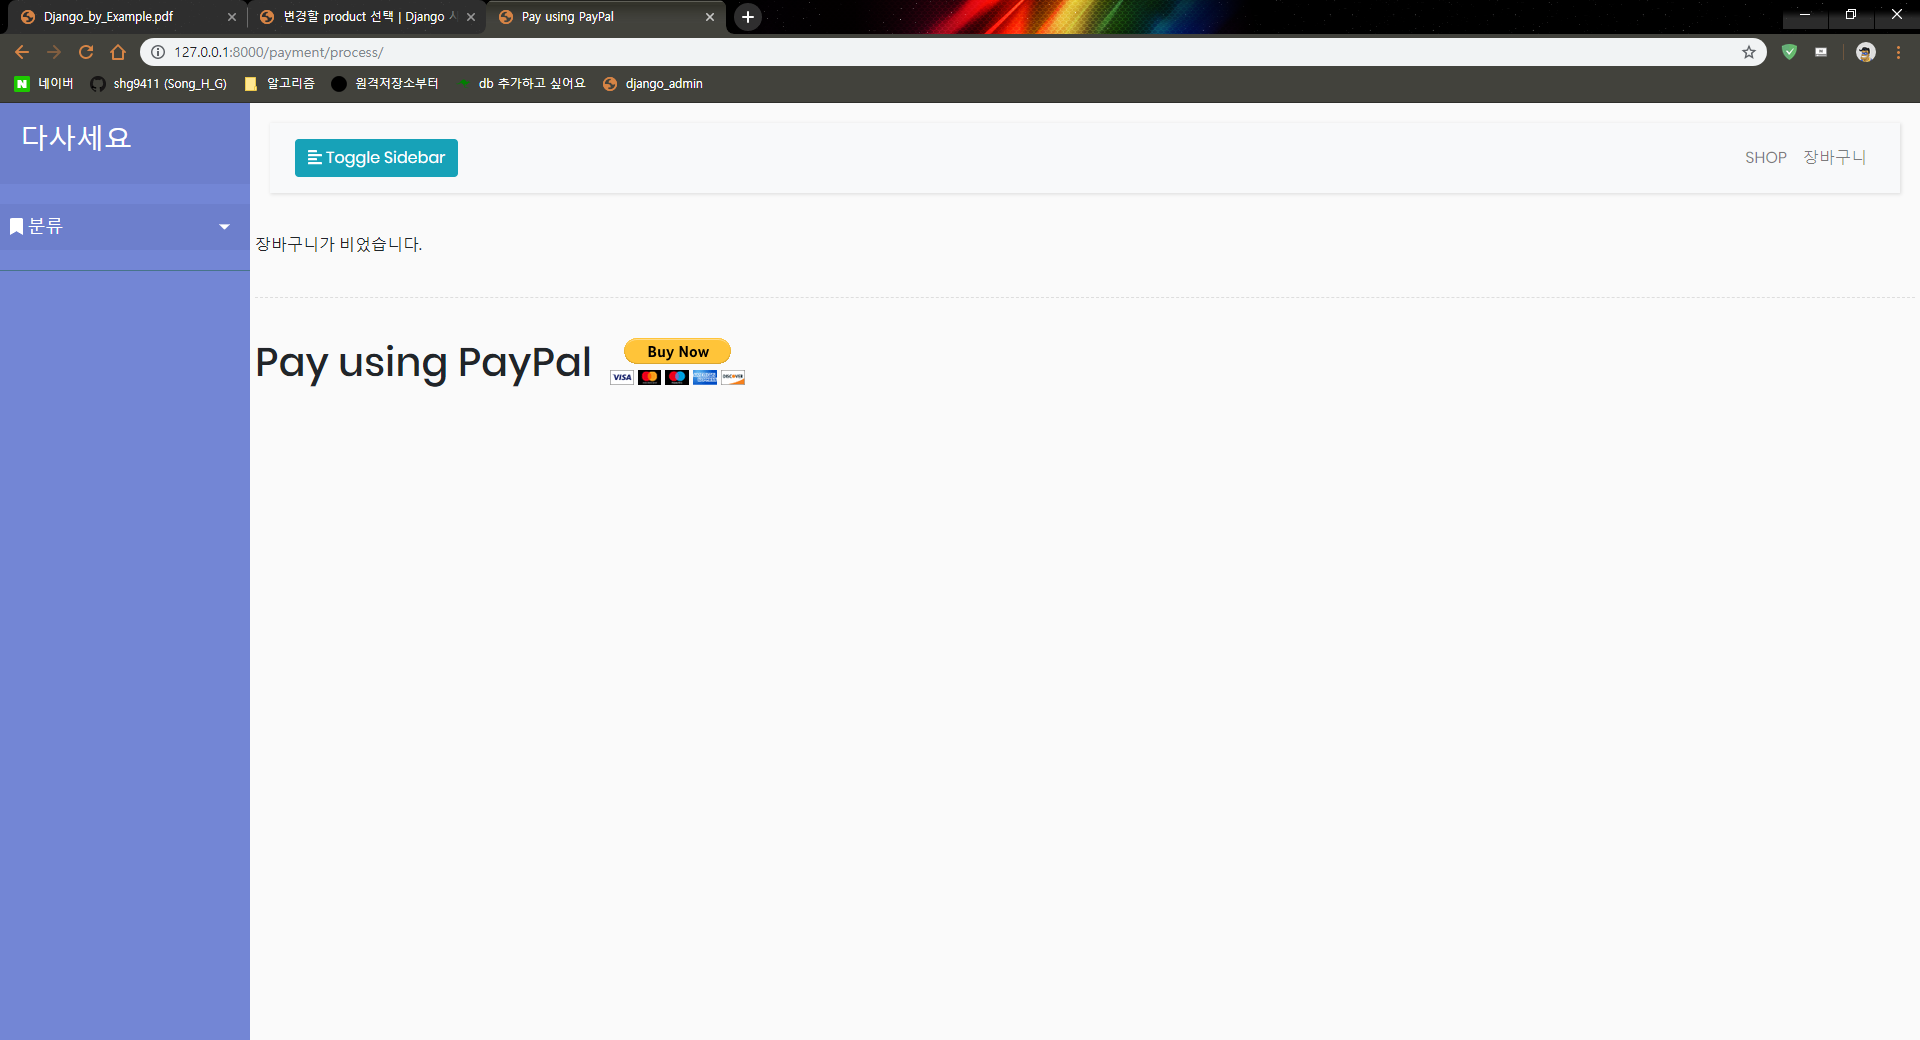 Django_by_Example.pdf
변경할 product 선택 | Django
Pay using PayPal
127.0.0.1:8000/payment/process/
네이버
shg9411 (Song_H_G)
알고리즘
원격저장소부터
db 추가하고 싶어요
django_admin
다사세요
Toggle Sidebar
SHOP
장바구니
분류
장바구니가 비었습니다.
Pay using PayPal
Buy Now
VISA
DISCOVER